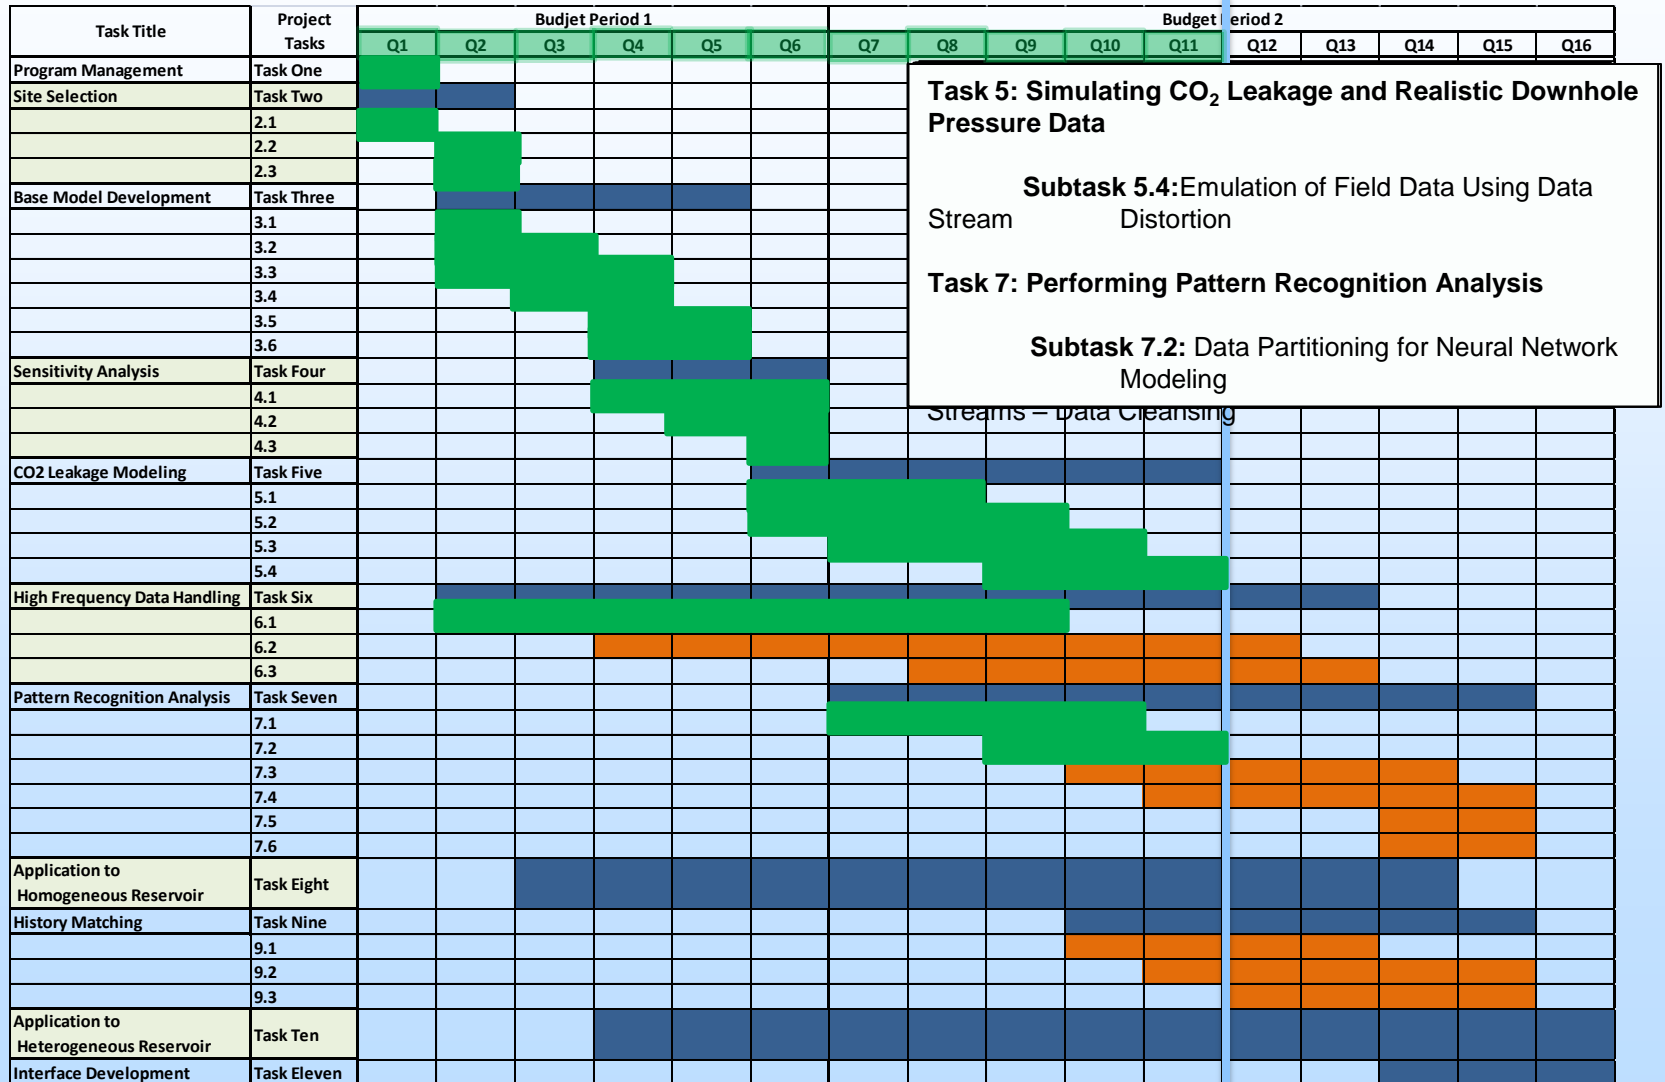 Task Title
Project
Tasks
Budjet Period 1
Budget Period 2
Q1 Q2 Q3 Q4 Q5 Q6 Q7 Q8 Q9 Q10 Q11 Q12 Q13 Q14 Q15 Q16
Program Management Task One
Site Selection Task Two
2.1
2.2
2.3
Base Model Development Task Three
3.1
3.2
3.3
3.4
3.5
3.6
Sensitivity Analysis Task Four
4.1
4.2
4.3
CO2 Leakage Modeling Task Five
5.1
5.2
5.3
5.4
High Frequency Data Handling Task Six
6.1
6.2
6.3
Pattern Recognition Analysis Task Seven
7.1
7.2
7.3
7.4
7.5
7.6
Application to
Homogeneous Reservoir Task Eight
History Matching Task Nine
9.1
9.2
9.3
Application to
Heterogeneous Reservoir Task Ten
Interface Development Task Eleven
Task 5: Simulating CO₂ Leakage and Realistic Downhole
Pressure Data
Subtask 5.4:Emulation of Field Data Using Data
Stream Distortion
Task 7: Performing Pattern Recognition Analysis
Subtask 7.2: Data Partitioning for Neural Network
Modeling
Streams – Data Cleansing